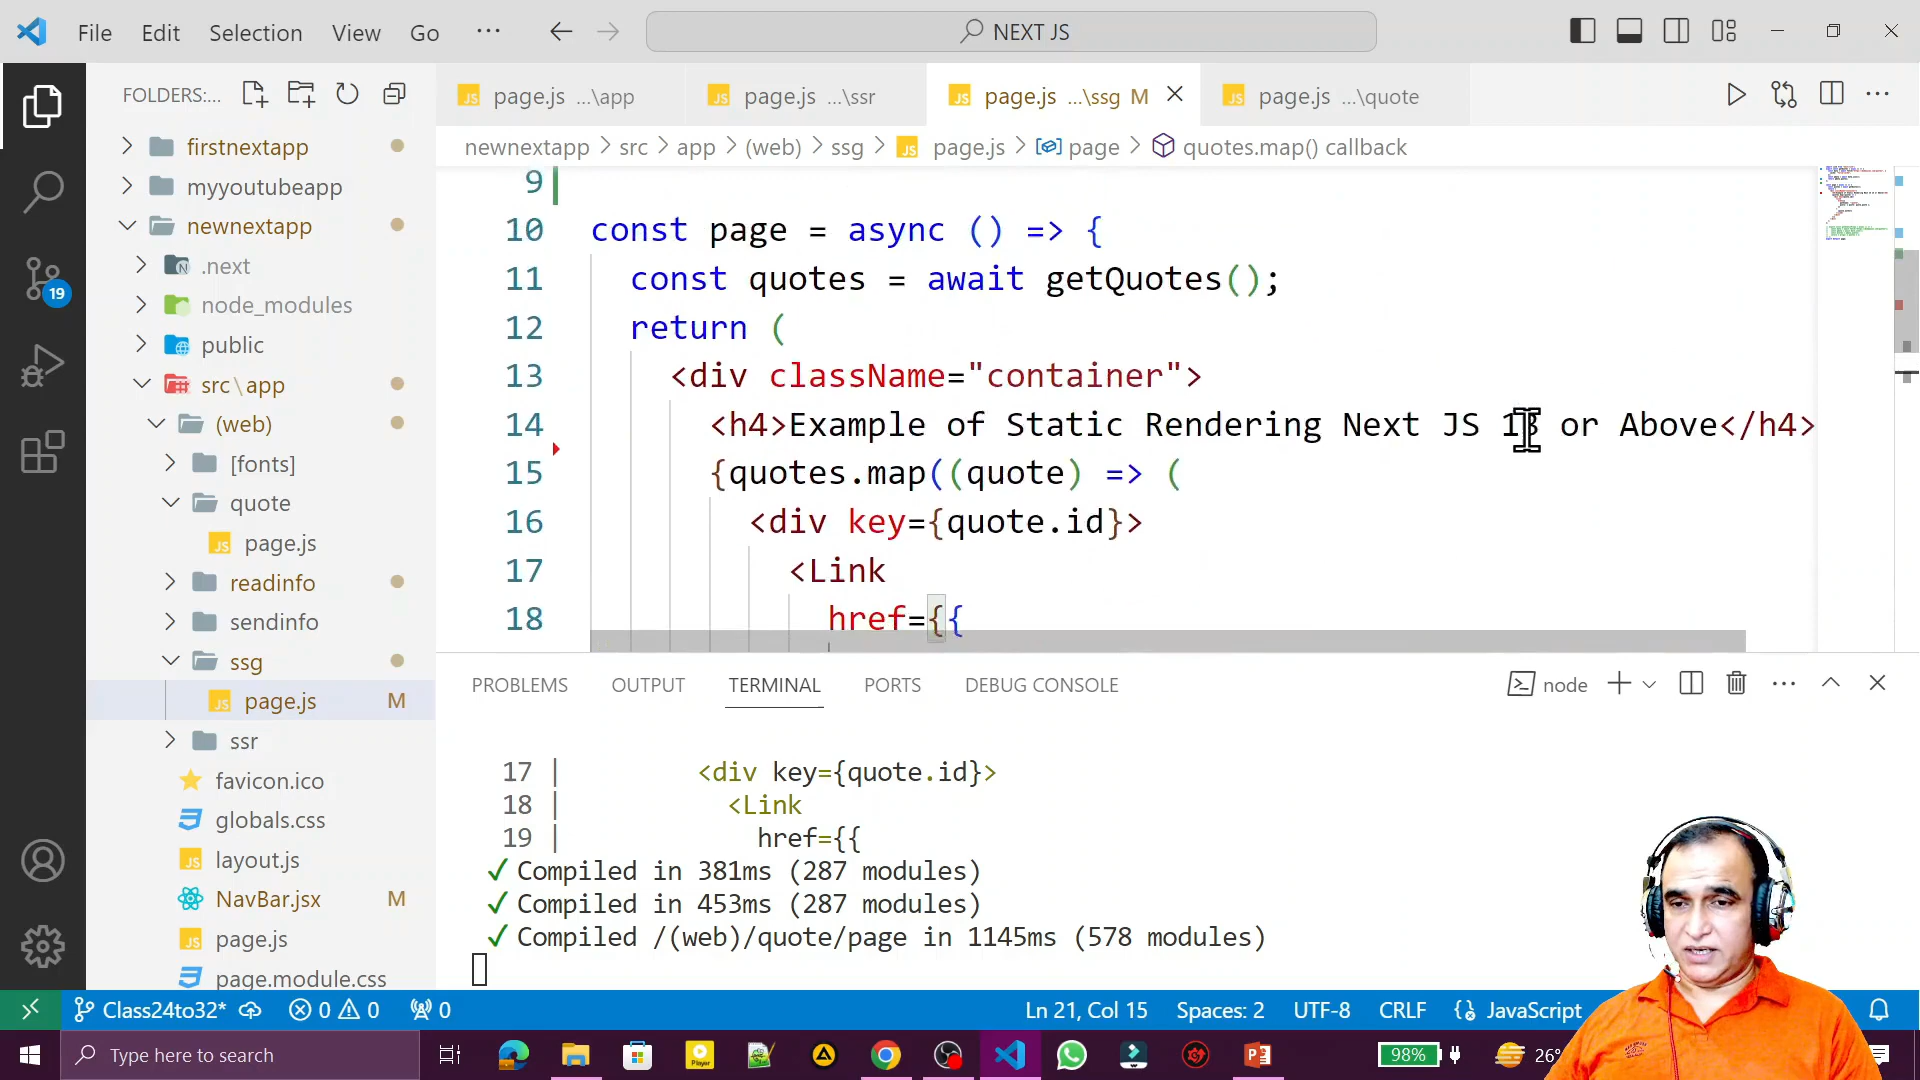 File Edit Selection View Go ··· NEXT JS
FOLDERS:...
firstnextapp
myyoutubeapp
newnextapp
.next
node_modules
public
src\app
(web)
[fonts]
quote
page.js
readinfo
sendinfo
ssg
page.js M
ssr
favicon.ico
globals.css
layout.js
NavBar.jsx M
page.js
page.module.css
19
page.js ...\app page.js ...\ssr page.js ...\ssg M page.js ...\quote
newnextapp > src > app > (web) > ssg > page.js > page > quotes.map() callback
9
10 const page = async () => {
11 const quotes = await getQuotes();
12 return (
13 <div className="container">
14 <h4>Example of Static Rendering Next JS 13 or Above</h4>
15 {quotes.map((quote) => (
16 <div key={quote.id}>
17 <Link
18 href={{
PROBLEMS OUTPUT TERMINAL PORTS DEBUG CONSOLE node
17 | <div key={quote.id}>
18 | <Link
19 | href={{
✓ Compiled in 381ms (287 modules)
✓ Compiled in 453ms (287 modules)
✓ Compiled /(web)/quote/page in 1145ms (578 modules)
Class24to32* 0 0 0 Ln 21, Col 15 Spaces: 2 UTF-8 CRLF JavaScript
Type here to search 98% 26°